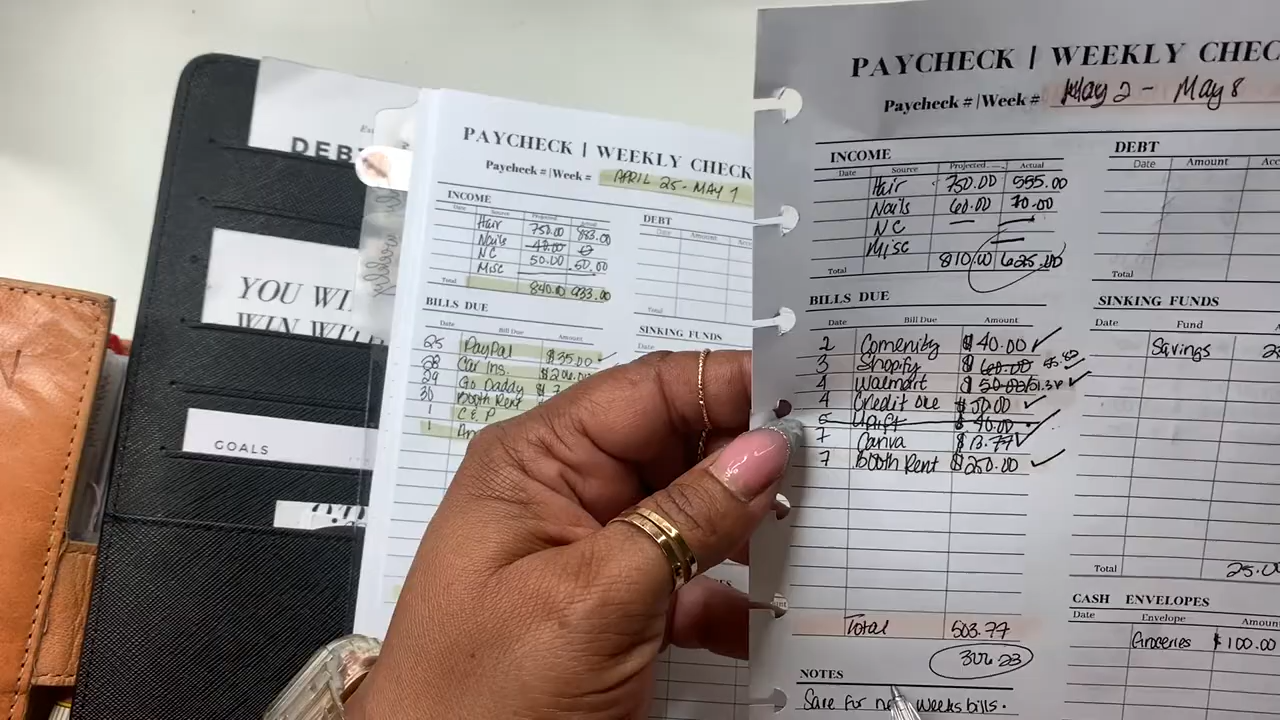 DEBT
YOU WI
WIN WIT
GOALS
PAYCHECK | WEEKLY CHECK
Paycheck # |Week # APRIL 25 - MAY 1
INCOME
Date Source Projected Actual
Hair 750.00 883.00
Nails 40.00
NC 50.00 50.00
Misc
Total 840.00 933.00
BILLS DUE
Date Bill Due Amount
25 PayPal $35.00
28 Car Ins.
29 Go Daddy
30 Booth Rent
1 C & P
1
DEBT
Date Amount
Total
SINKING FUNDS
Date
PAYCHECK | WEEKLY CHEC
Paycheck # |Week # May 2 - May 8
INCOME
Date Source Projected Actual
Hair 750.00 555.00
Nails 60.00 70.00
NC — —
Misc —
Total 810.00 625.00
BILLS DUE
Date Bill Due Amount
2 Comenity $40.00
3 Shopify $60.00
4 Walmart $50.00
4 Credit One $50.00
5 Uplift $40.00
7 Canva $13.77
7 Booth Rent $250.00
Total 503.77
306.23
NOTES
Save for weeks bills.
DEBT
Date Amount
Total
SINKING FUNDS
Date Fund
Savings
Total 25.0
CASH ENVELOPES
Date Envelope Amoun
Groceries $100.00